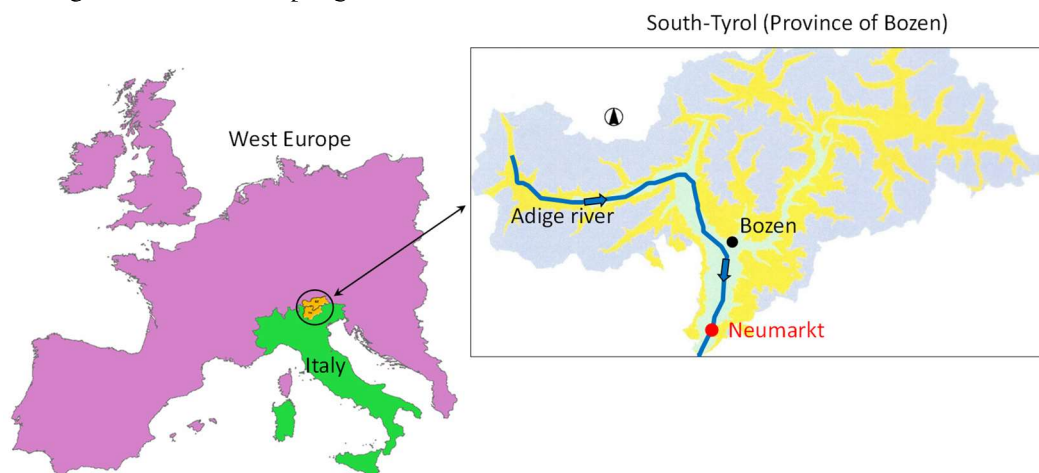 South-Tyrol (Province of Bozen)
West Europe
Adige river
Bozen
Neumarkt
Italy